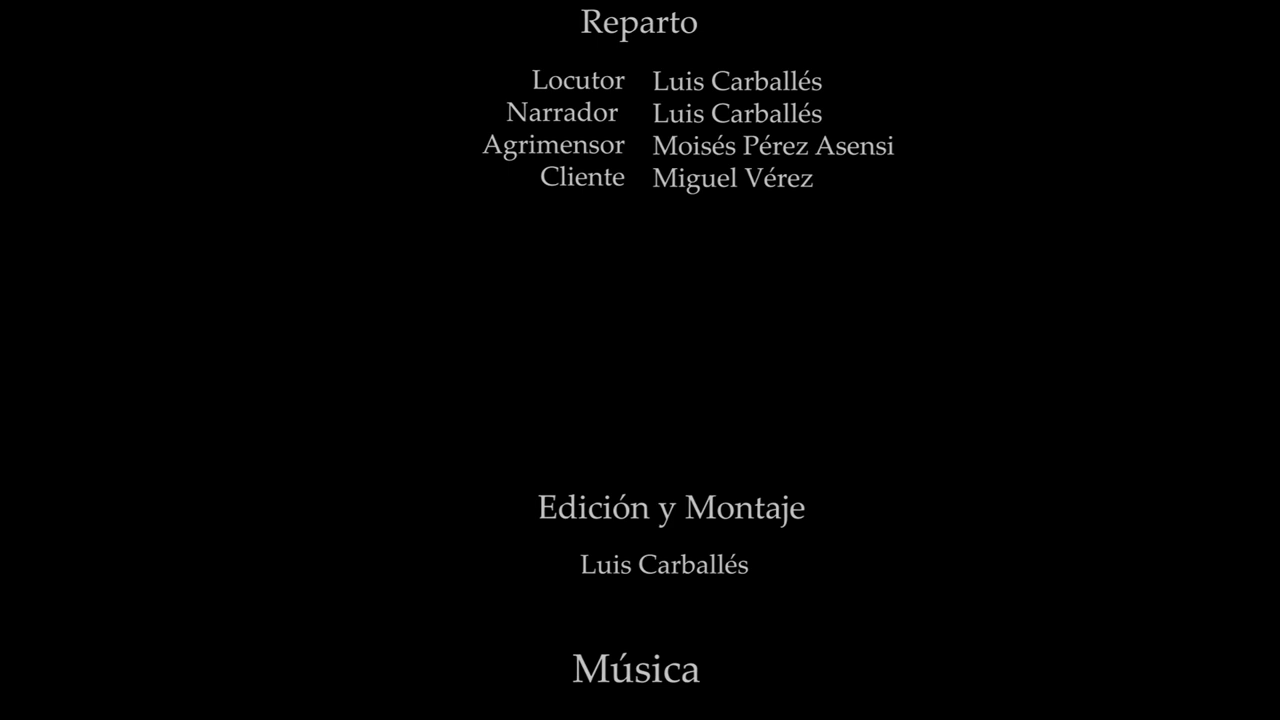 Reparto
Locutor Luis Carballés
Narrador Luis Carballés
Agrimensor Moisés Pérez Asensi
Cliente Miguel Vérez
Edición y Montaje
Luis Carballés
Música